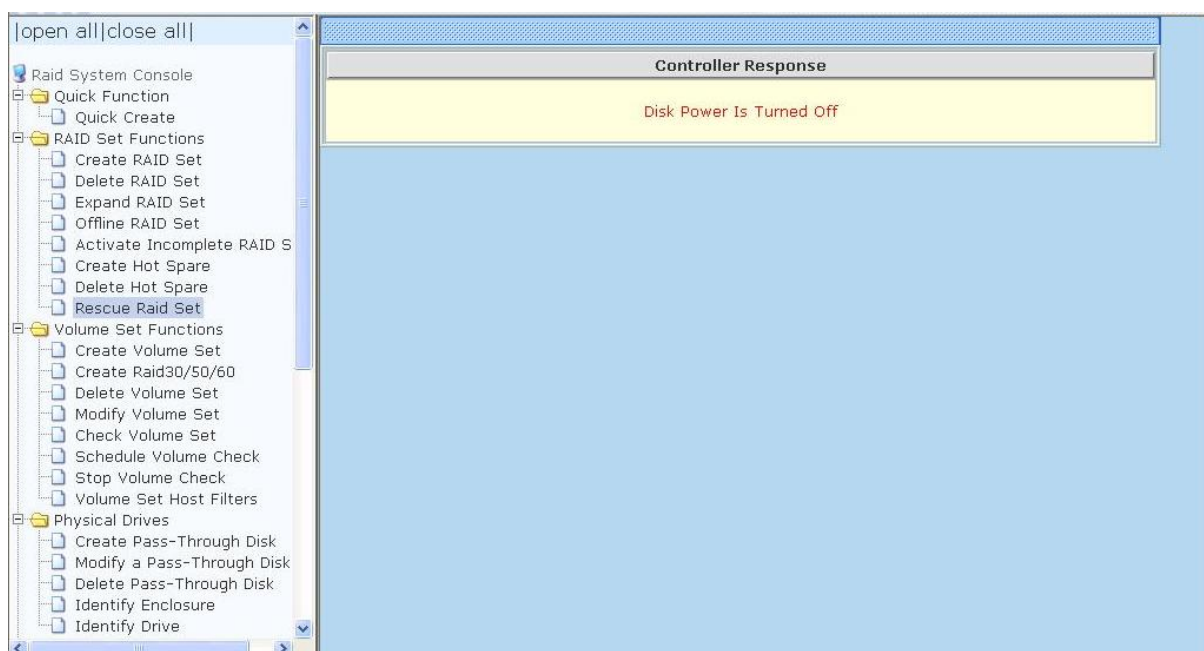 |open all|close all|
Raid System Console
Quick Function
Quick Create
RAID Set Functions
Create RAID Set
Delete RAID Set
Expand RAID Set
Offline RAID Set
Activate Incomplete RAID S
Create Hot Spare
Delete Hot Spare
Rescue Raid Set
Volume Set Functions
Create Volume Set
Create Raid30/50/60
Delete Volume Set
Modify Volume Set
Check Volume Set
Schedule Volume Check
Stop Volume Check
Volume Set Host Filters
Physical Drives
Create Pass-Through Disk
Modify a Pass-Through Disk
Delete Pass-Through Disk
Identify Enclosure
Identify Drive
Controller Response
Disk Power Is Turned Off